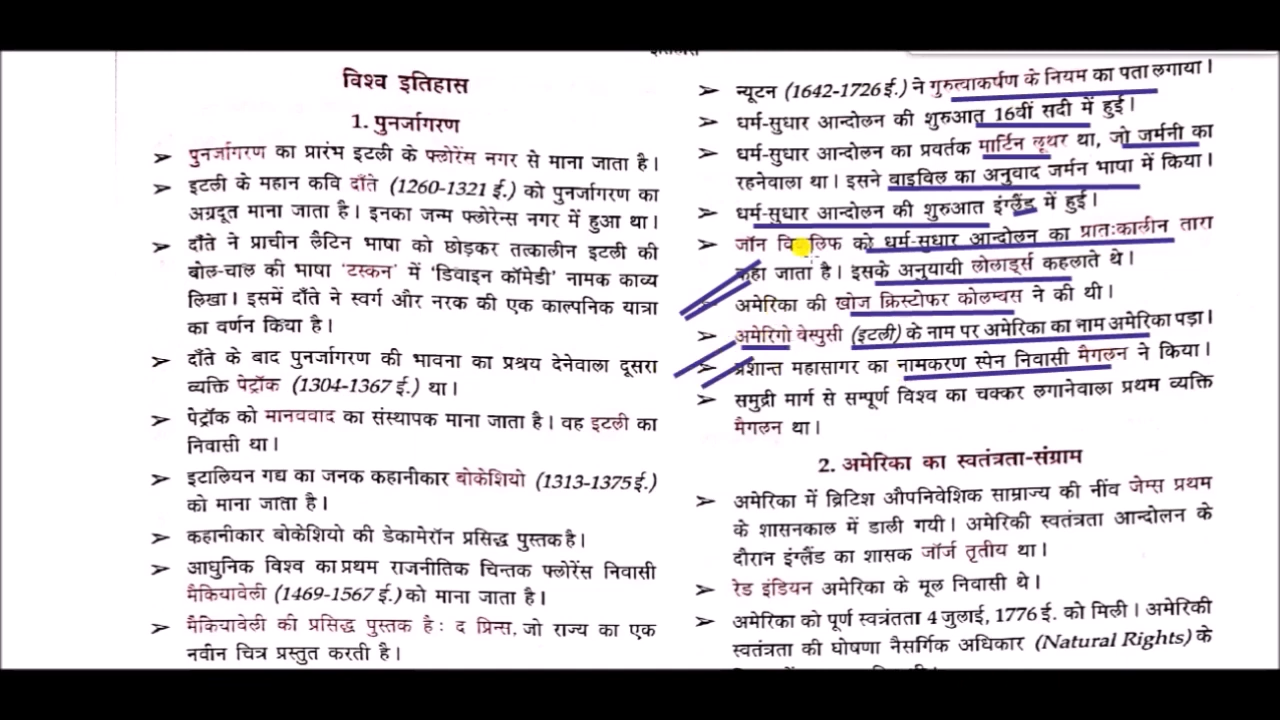 विश्व इतिहास
1. पुनर्जागरण
➢ पुनर्जागरण का प्रारंभ इटली के फ्लोरेंस नगर से माना जाता है।
➢ इटली के महान कवि दाँते (1260-1321 ई.) को पुनर्जागरण का
अग्रदूत माना जाता है। इनका जन्म फ्लोरेन्स नगर में हुआ था।
➢ दाँते ने प्राचीन लैटिन भाषा को छोड़कर तत्कालीन इटली की
बोल-चाल की भाषा 'टस्कन' में 'डिवाइन कॉमेडी' नामक काव्य
लिखा। इसमें दाँते ने स्वर्ग और नरक की एक काल्पनिक यात्रा
का वर्णन किया है।
➢ दाँते के बाद पुनर्जागरण की भावना का प्रश्रय देनेवाला दूसरा
व्यक्ति पेट्रॉक (1304-1367 ई.) था।
➢ पेट्रॉक को मानववाद का संस्थापक माना जाता है। वह इटली का
निवासी था।
➢ इटालियन गद्य का जनक कहानीकार बोकेशियो (1313-1375 ई.)
को माना जाता है।
➢ कहानीकार बोकेशियो की डेकामेरॉन प्रसिद्ध पुस्तक है।
➢ आधुनिक विश्व का प्रथम राजनीतिक चिन्तक फ्लोरेंस निवासी
मैकियावेली (1469-1567 ई.) को माना जाता है।
➢ मैकियावेली की प्रसिद्ध पुस्तक है : द प्रिन्स, जो राज्य का एक
नवीन चित्र प्रस्तुत करती है।
➢ न्यूटन (1642-1726 ई.) ने गुरुत्वाकर्षण के नियम का पता लगाया।
➢ धर्म-सुधार आन्दोलन की शुरुआत 16वीं सदी में हुई।
➢ धर्म-सुधार आन्दोलन का प्रवर्तक मार्टिन लूथर था, जो जर्मनी का
रहनेवाला था। इसने बाइबिल का अनुवाद जर्मन भाषा में किया।
➢ धर्म-सुधार आन्दोलन की शुरुआत इंग्लैंड में हुई।
➢ जॉन को धर्म-सुधार आन्दोलन का प्रातःकालीन तारा
कहा जाता है। इसके अनुयायी लोलार्ड्स कहलाते थे।
अमेरिका की खोज क्रिस्टोफर कोलम्बस ने की थी।
➢ अमेरिगो वेस्पुसी (इटली) के नाम पर अमेरिका का नाम अमेरिका पड़ा।
➢ प्रशान्त महासागर का नामकरण स्पेन निवासी मैगलन ने किया।
➢ समुद्री मार्ग से सम्पूर्ण विश्व का चक्कर लगानेवाला प्रथम व्यक्ति
मैगलन था।
2. अमेरिका का स्वतंत्रता-संग्राम
➢ अमेरिका में ब्रिटिश औपनिवेशिक साम्राज्य की नींव जेम्स प्रथम
के शासनकाल में डाली गयी। अमेरिकी स्वतंत्रता आन्दोलन के
दौरान इंग्लैंड का शासक जॉर्ज तृतीय था।
➢ रेड इंडियन अमेरिका के मूल निवासी थे।
➢ अमेरिका को पूर्ण स्वत्रंतता 4 जुलाई, 1776 ई. को मिली। अमेरिकी
स्वतंत्रता की घोषणा नैसर्गिक अधिकार (Natural Rights) के